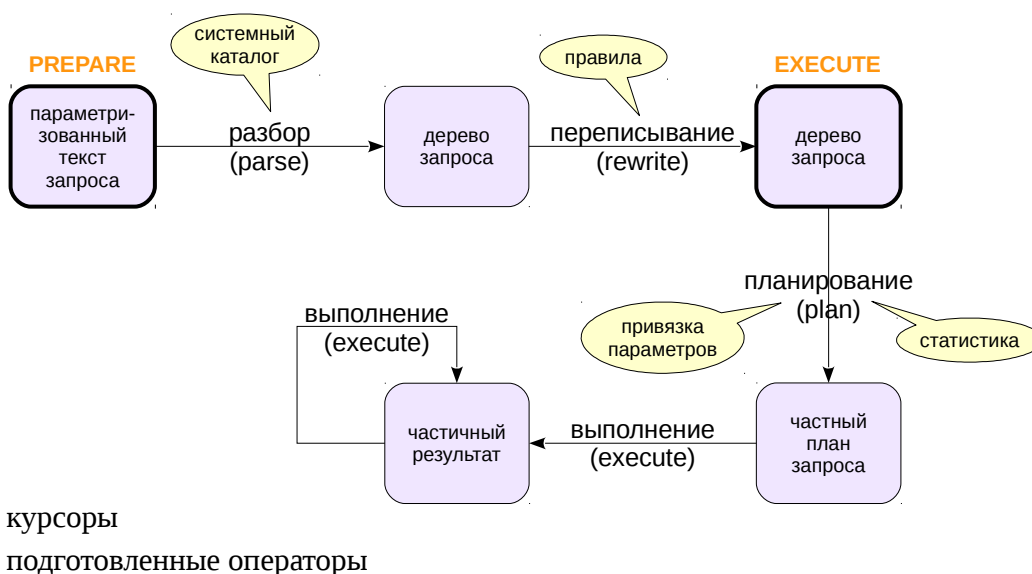 системный
каталог
PREPARE
правила
EXECUTE
параметри-
зованный
текст
запроса
разбор
(parse)
дерево
запроса
переписывание
(rewrite)
дерево
запроса
планирование
(plan)
привязка
параметров
статистика
выполнение
(execute)
частичный
результат
выполнение
(execute)
частный
план
запроса
курсоры
подготовленные операторы